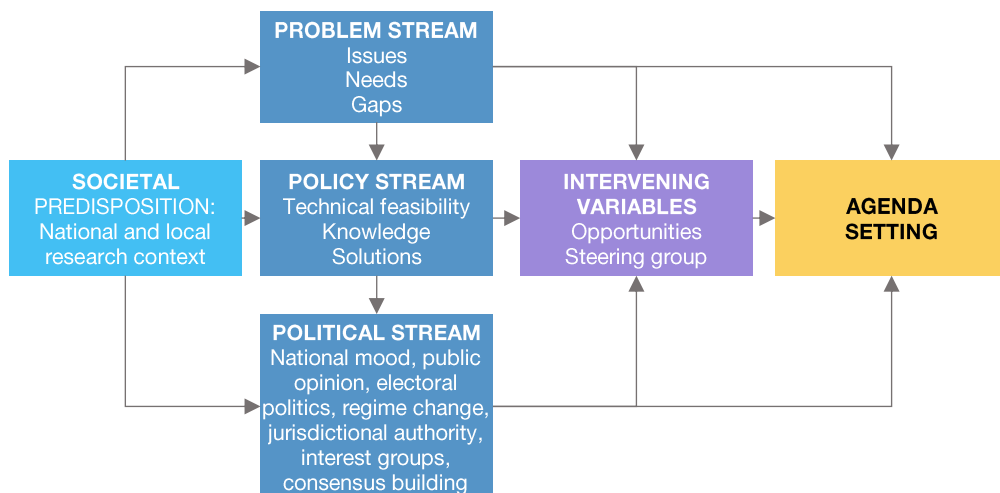 PROBLEM STREAM
Issues
Needs
Gaps
SOCIETAL
PREDISPOSITION:
National and local
research context
POLICY STREAM
Technical feasibility
Knowledge
Solutions
INTERVENING
VARIABLES
Opportunities
Steering group
AGENDA
SETTING
POLITICAL STREAM
National mood, public
opinion, electoral
politics, regime change,
jurisdictional authority,
interest groups,
consensus building